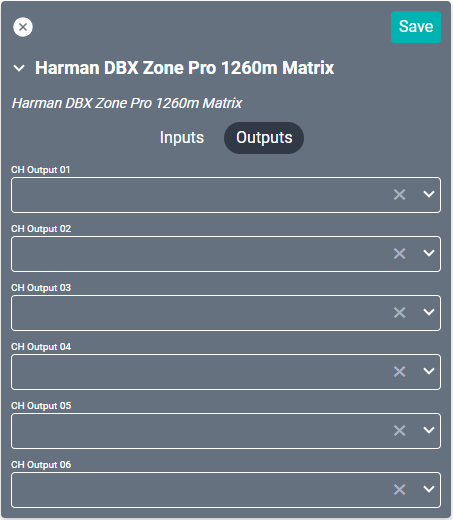 Save
Harman DBX Zone Pro 1260m Matrix
Harman DBX Zone Pro 1260m Matrix
Inputs Outputs
CH Output 01
CH Output 02
CH Output 03
CH Output 04
CH Output 05
CH Output 06